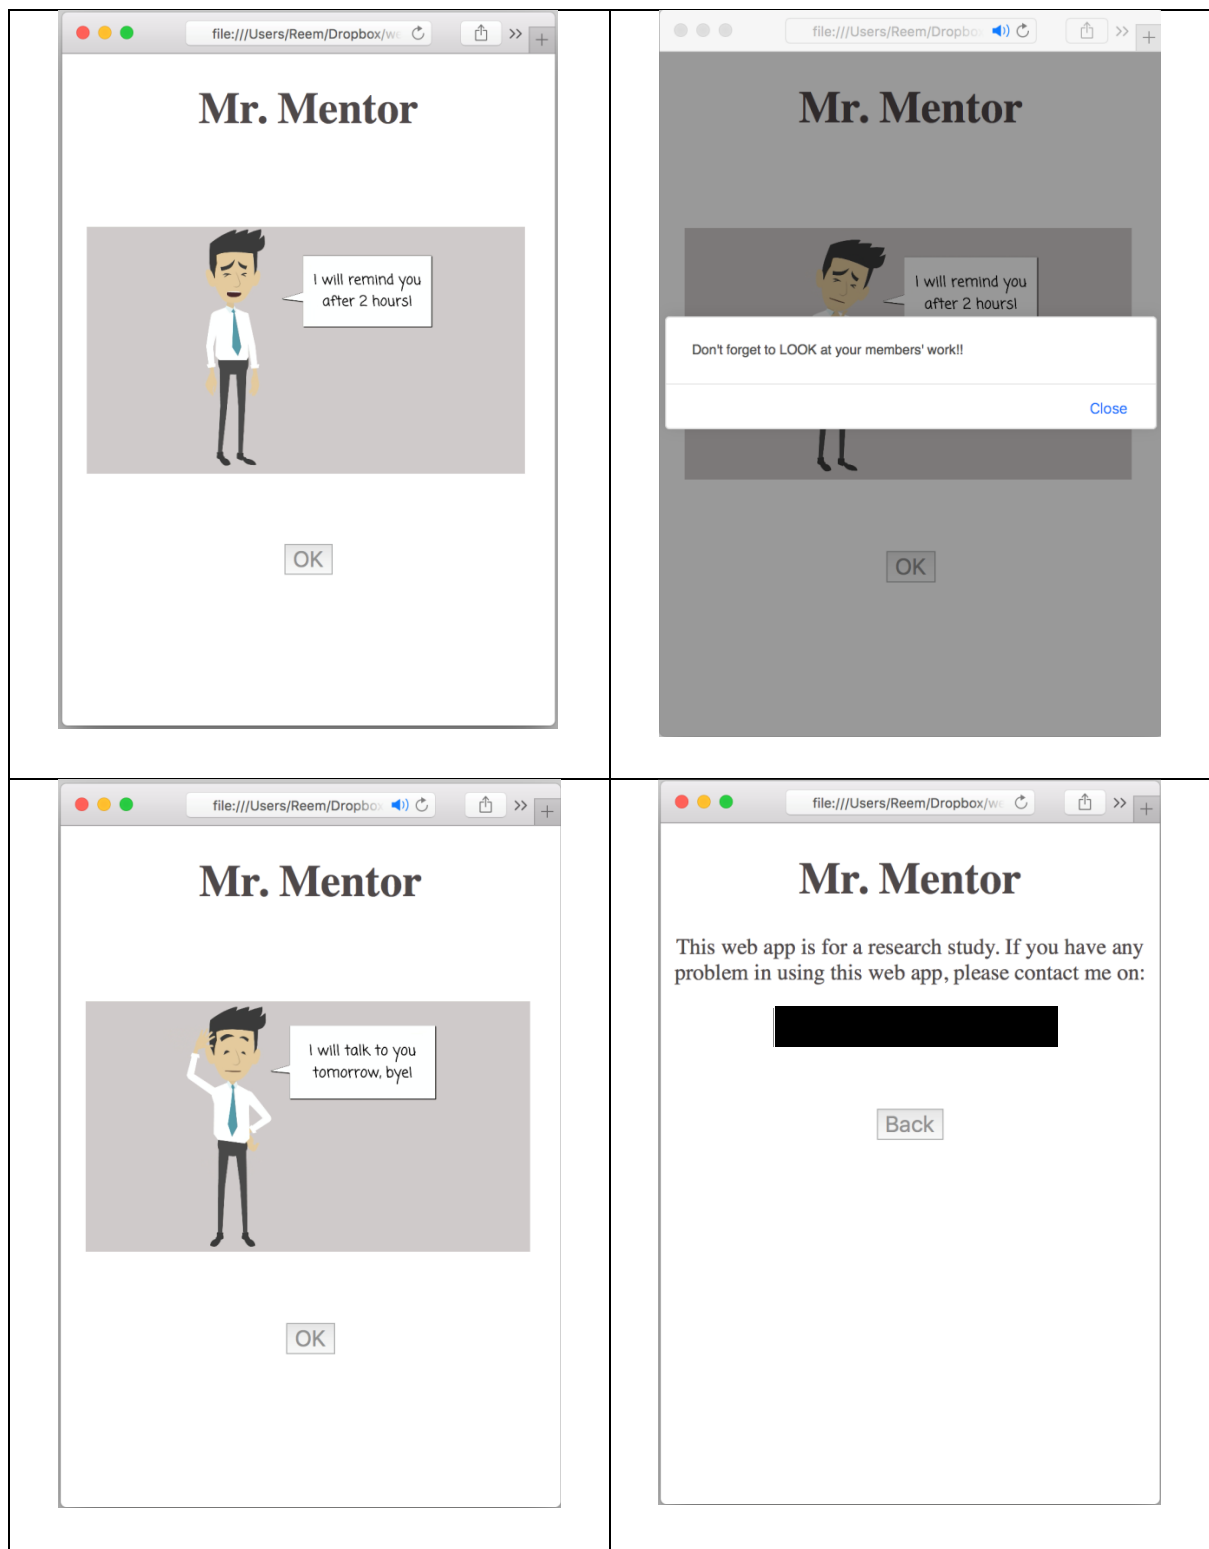 file:///Users/Reem/Dropbox/we
Mr. Mentor
I will remind you
after 2 hours!
OK
file:///Users/Reem/Dropbo
Mr. Mentor
I will remind you
after 2 hours!
Don't forget to LOOK at your members' work!!
Close
OK
file:///Users/Reem/Dropbo
Mr. Mentor
I will talk to you
tomorrow, bye!
OK
file:///Users/Reem/Dropbox/we
Mr. Mentor
This web app is for a research study. If you have any
problem in using this web app, please contact me on:
Back